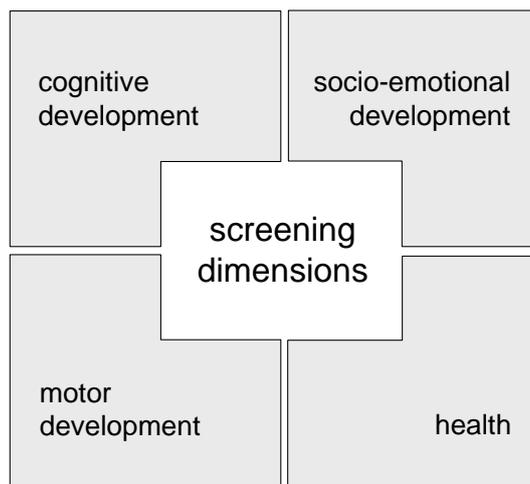 cognitive
development
socio-emotional
development
screening
dimensions
motor
development
health